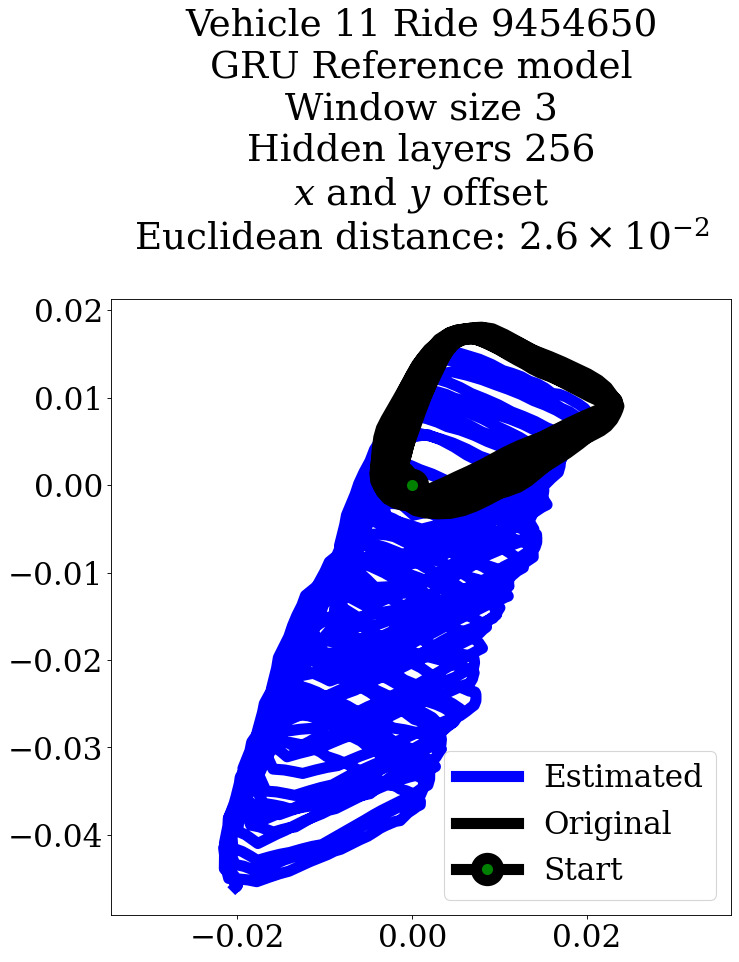 Vehicle 11 Ride 9454650
GRU Reference model
Window size 3
Hidden layers 256
x and y offset
Euclidean distance: 2.6 × 10⁻²
0.02
0.01
0.00
−0.01
−0.02
−0.03
−0.04
Estimated
Original
Start
−0.02 0.00 0.02